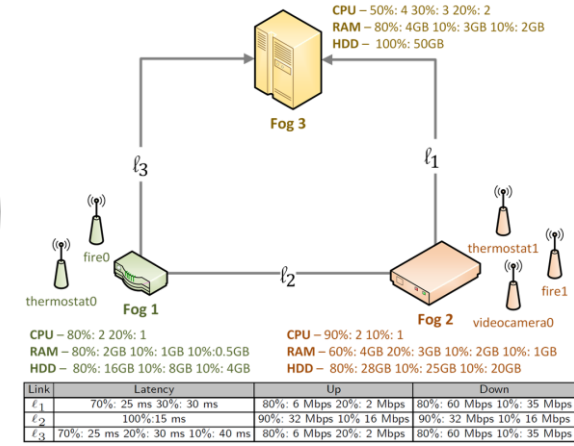 CPU – 50%: 4 30%: 3 20%: 2
RAM – 80%: 4GB 10%: 3GB 10%: 2GB
HDD – 100%: 50GB
Fog 3
ℓ3
ℓ1
fire0
thermostat0
Fog 1
ℓ2
thermostat1
fire1
videocamera0
Fog 2
CPU – 80%: 2 20%: 1
RAM – 80%: 2GB 10%: 1GB 10%:0.5GB
HDD – 80%: 16GB 10%: 8GB 10%: 4GB
CPU – 90%: 2 10%: 1
RAM – 60%: 4GB 20%: 3GB 10%: 2GB 10%: 1GB
HDD – 80%: 28GB 10%: 25GB 10%: 20GB
Link Latency Up Down
ℓ1 70%: 25 ms 30%: 30 ms 80%: 6 Mbps 20%: 2 Mbps 80%: 60 Mbps 10%: 35 Mbps
ℓ2 100%:15 ms 90%: 32 Mbps 10% 16 Mbps 90%: 32 Mbps 10% 16 Mbps
ℓ3 70%: 25 ms 20%: 30 ms 10%: 40 ms 80%: 6 Mbps 20%: 2 Mbps 80%: 60 Mbps 10%: 35 Mbps